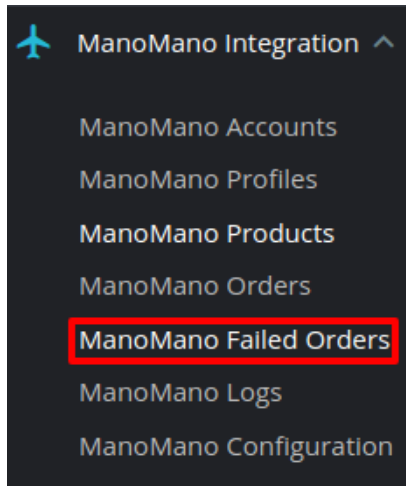 ManoMano Integration
ManoMano Accounts
ManoMano Profiles
ManoMano Products
ManoMano Orders
ManoMano Failed Orders
ManoMano Logs
ManoMano Configuration